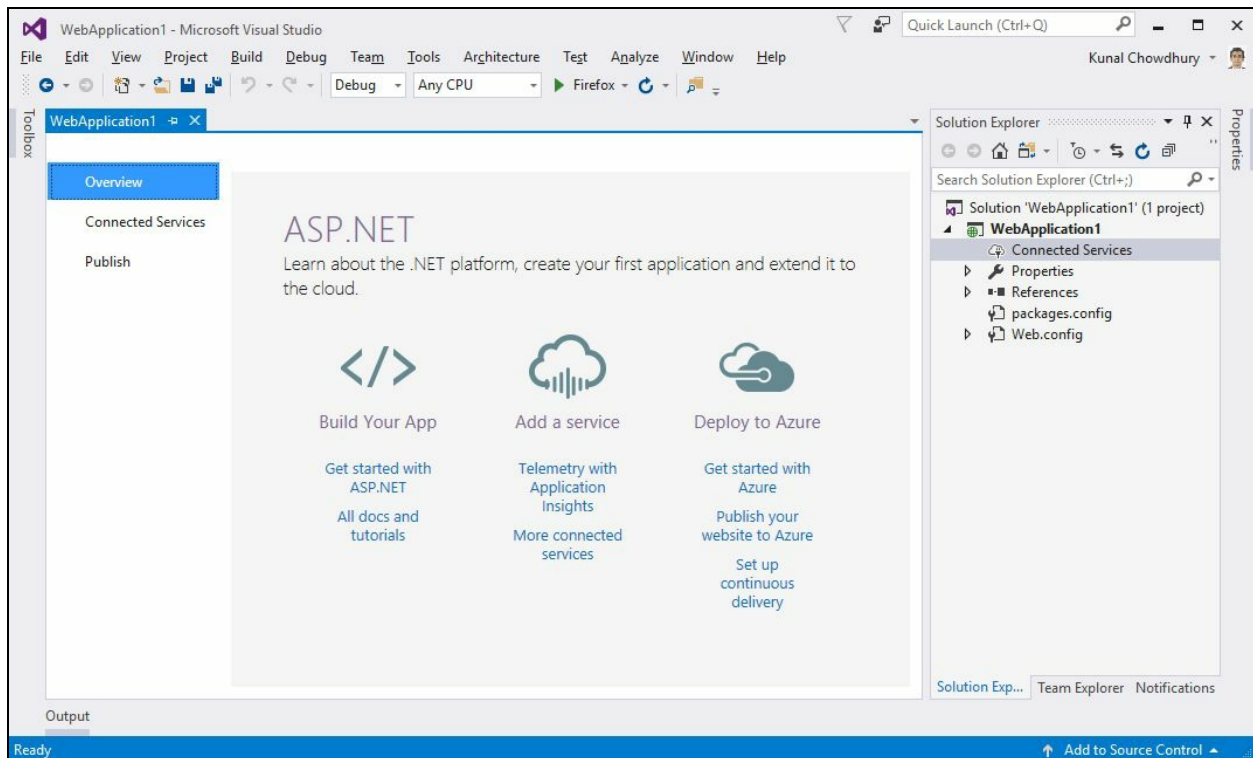 WebApplication1 - Microsoft Visual Studio
Quick Launch (Ctrl+Q)
File Edit View Project Build Debug Team Tools Architecture Test Analyze Window Help
Kunal Chowdhury
Debug Any CPU Firefox
Toolbox
WebApplication1
Overview
Connected Services
Publish
ASP.NET
Learn about the .NET platform, create your first application and extend it to
the cloud.
</>
Build Your App
Get started with
ASP.NET
All docs and
tutorials
Add a service
Telemetry with
Application
Insights
More connected
services
Deploy to Azure
Get started with
Azure
Publish your
website to Azure
Set up
continuous
delivery
Solution Explorer
Search Solution Explorer (Ctrl+;)
Solution 'WebApplication1' (1 project)
WebApplication1
Connected Services
Properties
References
packages.config
Web.config
Solution Exp... Team Explorer Notifications
Properties
Output
Ready
Add to Source Control